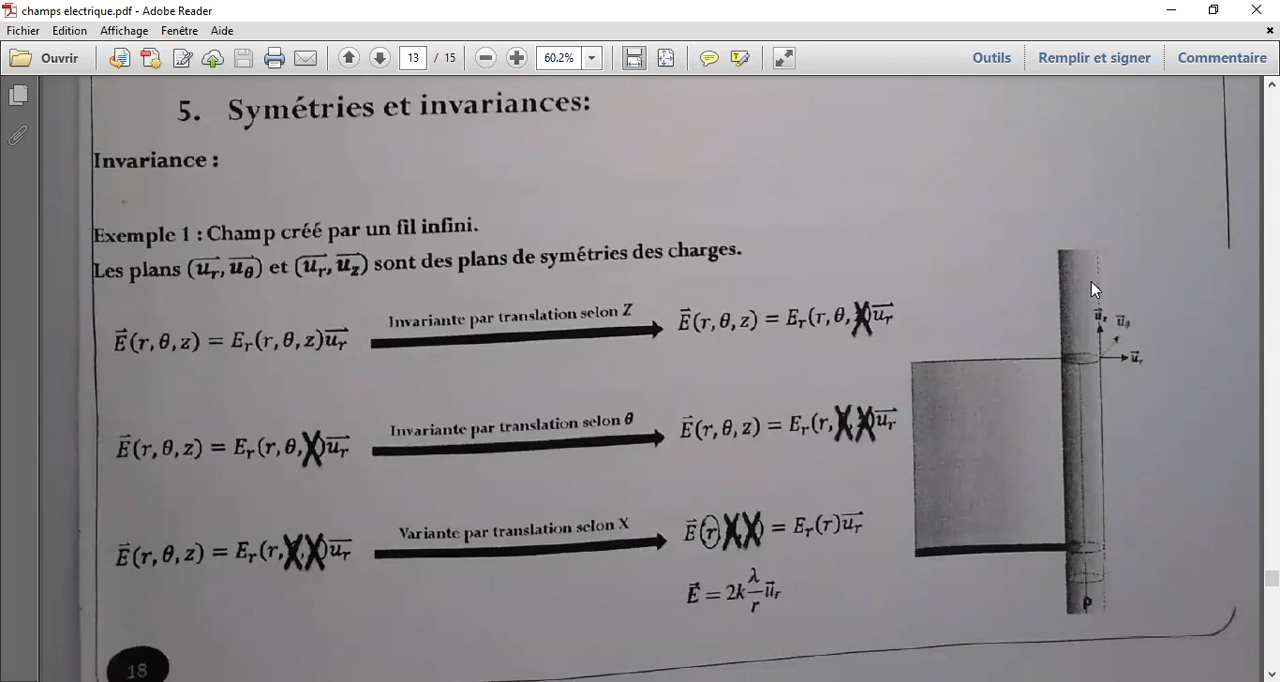 champs electrique.pdf - Adobe Reader
Fichier Edition Affichage Fenêtre Aide
Ouvrir 13 / 15 60.2% Outils Remplir et signer Commentaire
5. Symétries et invariances:
Invariance :
Exemple 1 : Champ créé par un fil infini.
Les plans (u⃗r, u⃗θ) et (u⃗r, u⃗z) sont des plans de symétries des charges.
E⃗(r, θ, z) = Er(r, θ, z)u⃗r Invariante par translation selon Z E⃗(r, θ, z) = Er(r, θ, X)u⃗r
E⃗(r, θ, z) = Er(r, θ, X)u⃗r Invariante par translation selon θ E⃗(r, θ, z) = Er(r, X, X)u⃗r
E⃗(r, θ, z) = Er(r, X, X)u⃗r Variante par translation selon X E⃗(r, X, X) = Er(r)u⃗r
E⃗ = 2k λ/r u⃗r
u⃗r u⃗θ
u⃗r
P
18